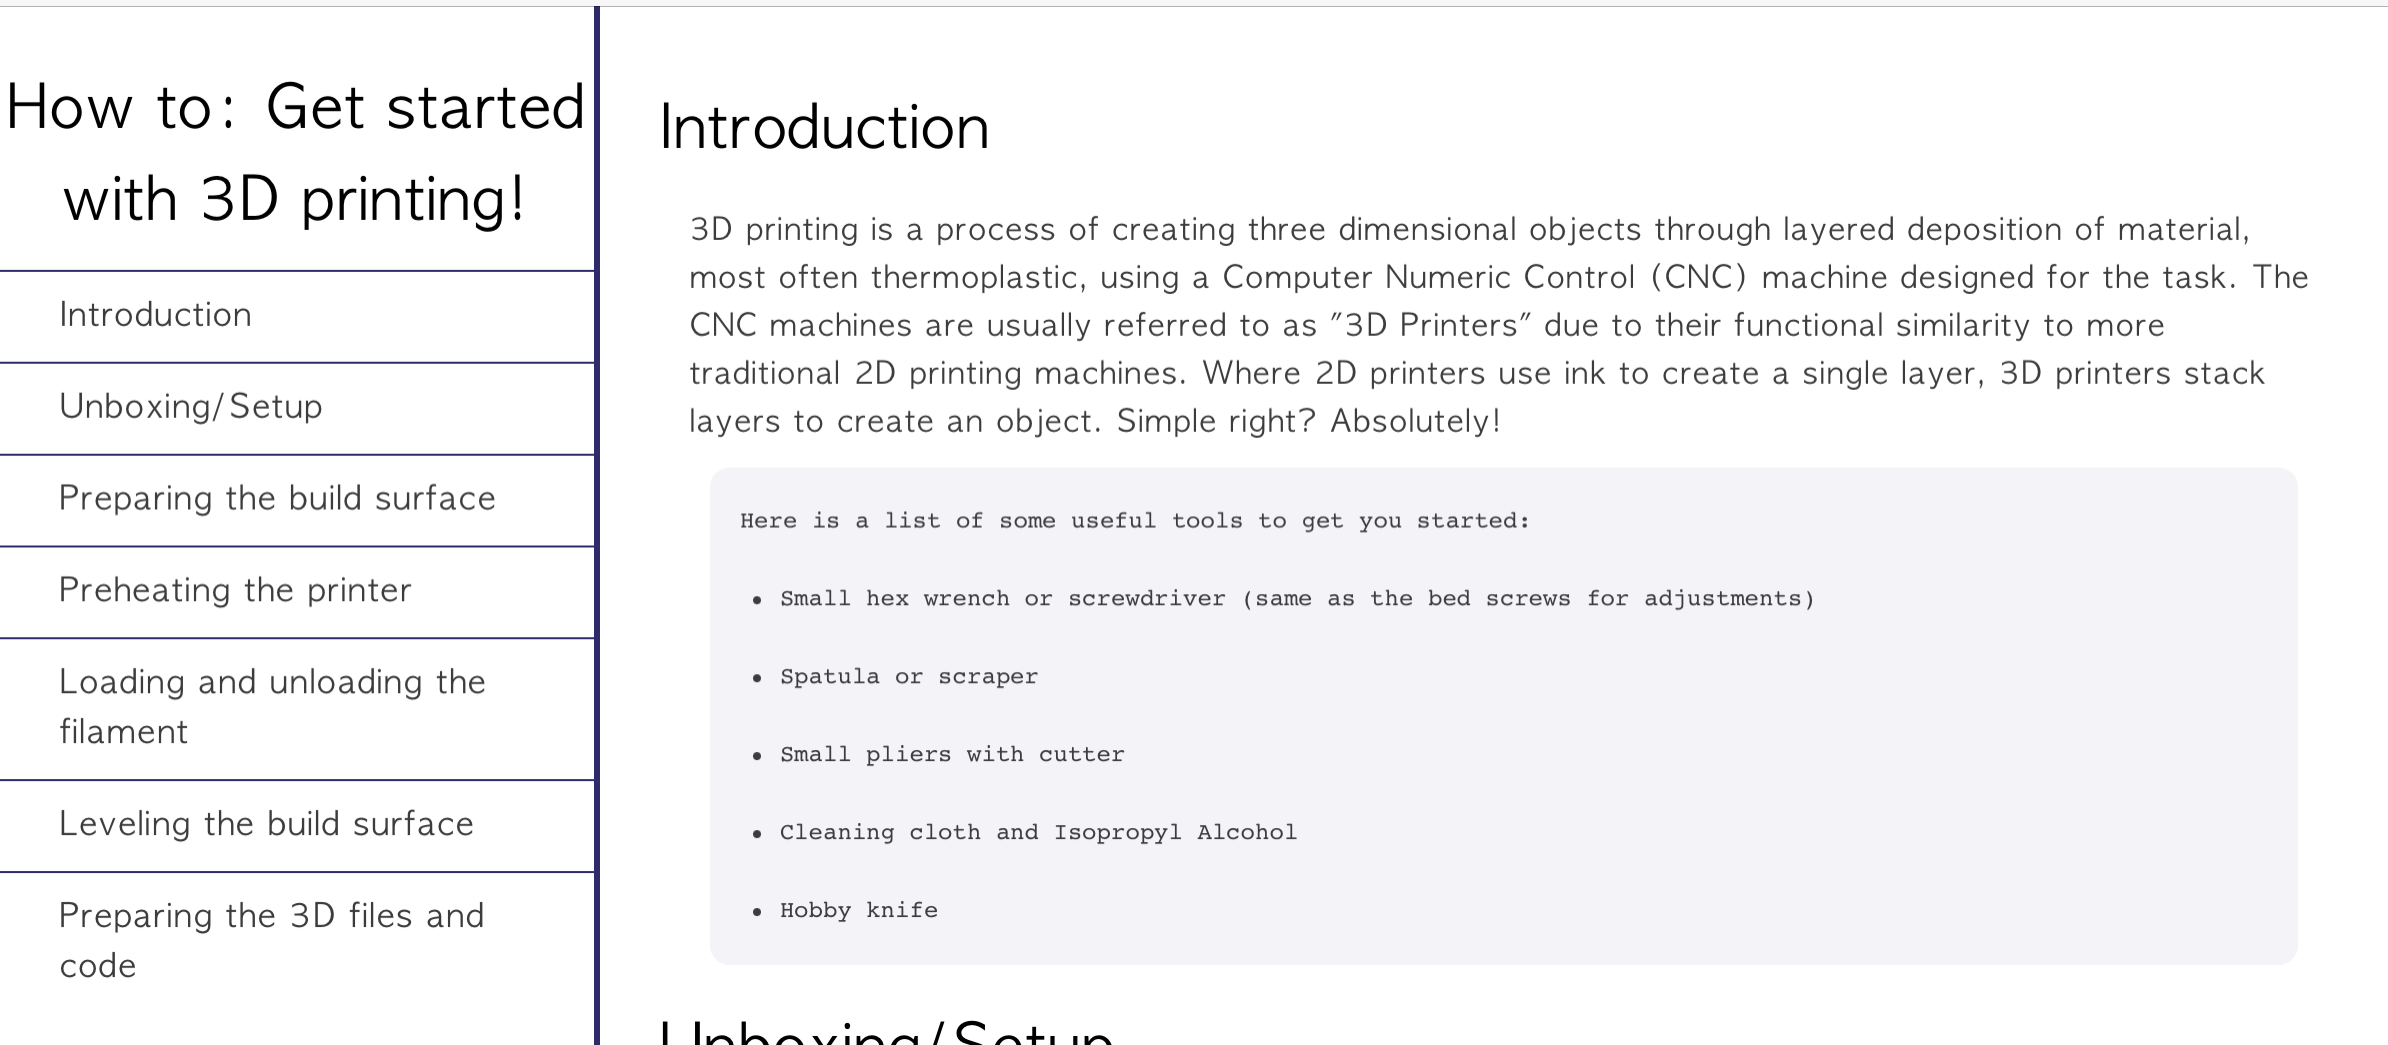 How to: Get started
with 3D printing!
Introduction
Unboxing/Setup
Preparing the build surface
Preheating the printer
Loading and unloading the
filament
Leveling the build surface
Preparing the 3D files and
code
Introduction
3D printing is a process of creating three dimensional objects through layered deposition of material,
most often thermoplastic, using a Computer Numeric Control (CNC) machine designed for the task. The
CNC machines are usually referred to as "3D Printers" due to their functional similarity to more
traditional 2D printing machines. Where 2D printers use ink to create a single layer, 3D printers stack
layers to create an object. Simple right? Absolutely!
Here is a list of some useful tools to get you started:
• Small hex wrench or screwdriver (same as the bed screws for adjustments)
• Spatula or scraper
• Small pliers with cutter
• Cleaning cloth and Isopropyl Alcohol
• Hobby knife
Unboxing/Setup